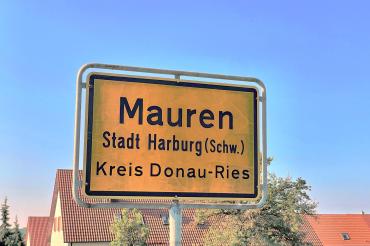 Mauren
Stadt Harburg (Schw.)
Kreis Donau-Ries